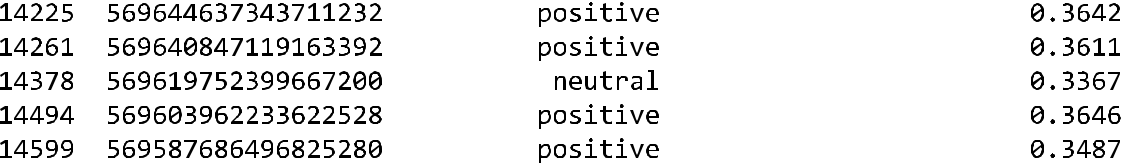 14225 569644637343711232 positive 0.3642
14261 569640847119163392 positive 0.3611
14378 569619752399667200 neutral 0.3367
14494 569603962233622528 positive 0.3646
14599 569587686496825280 positive 0.3487